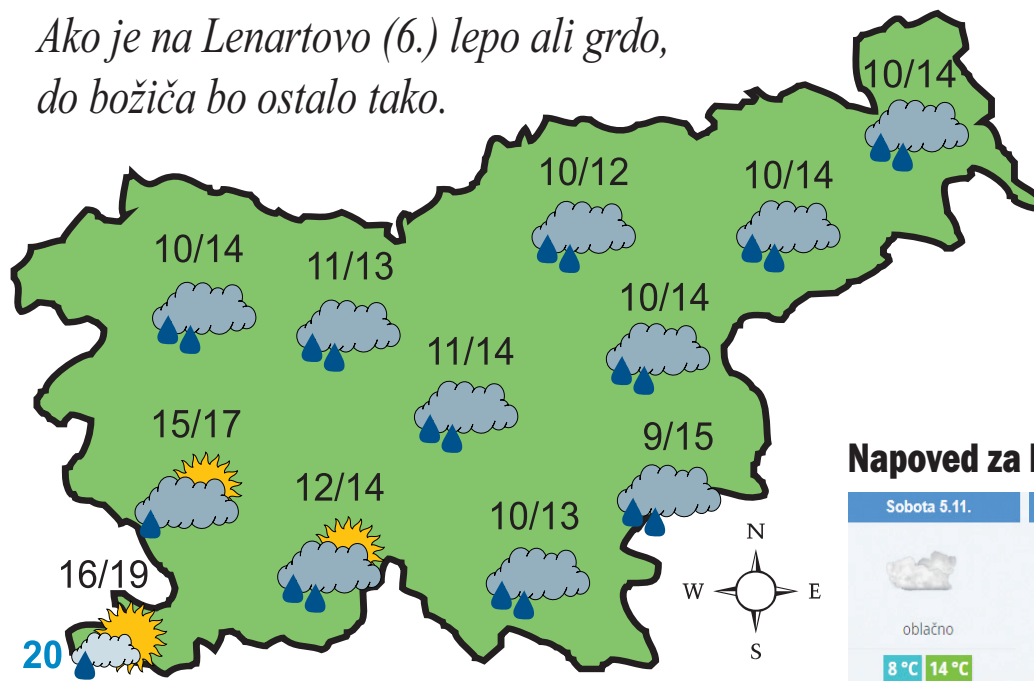 Ako je na Lenartovo (6.) lepo ali grdo,
do božiča bo ostalo tako.
10/14
10/12
10/14
10/14
11/13
10/14
11/14
15/17
9/15
12/14
10/13
16/19
20
N
W
E
S
Napoved za
Sobota 5.11.
oblačno
8 °C 14 °C